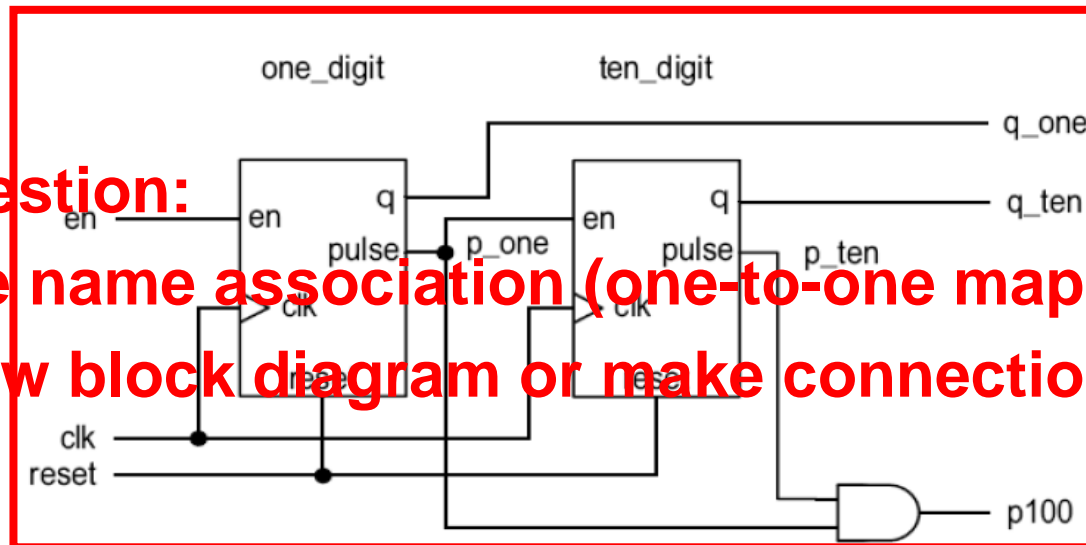 one_digit ten_digit
q_one
q
q
q_ten
en
en
en
pulse
p_one
pulse
p_ten
name association (one-to-one map
clk
clk
block diagram or make connectio
clk
reset
p100